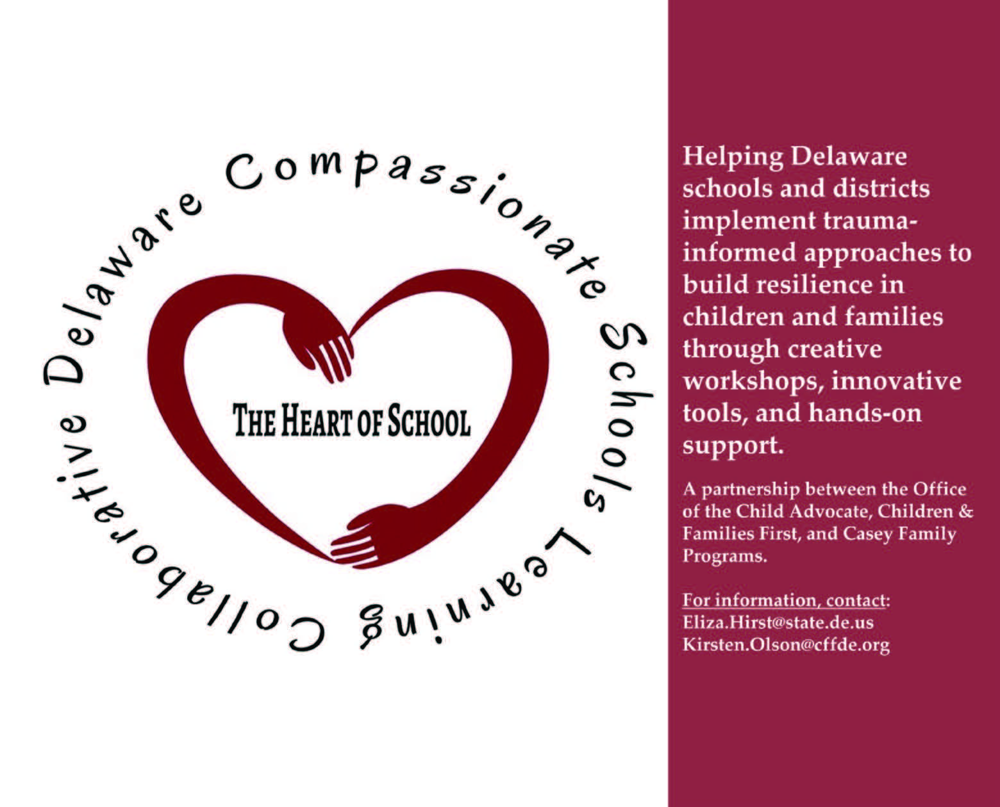 Delaware Compassionate Schools Learning Collaborative
THE HEART OF SCHOOL
Helping Delaware
schools and districts
implement trauma-
informed approaches to
build resilience in
children and families
through creative
workshops, innovative
tools, and hands-on
support.
A partnership between the Office
of the Child Advocate, Children &
Families First, and Casey Family
Programs.
For information, contact:
Eliza.Hirst@state.de.us
Kirsten.Olson@cffde.org